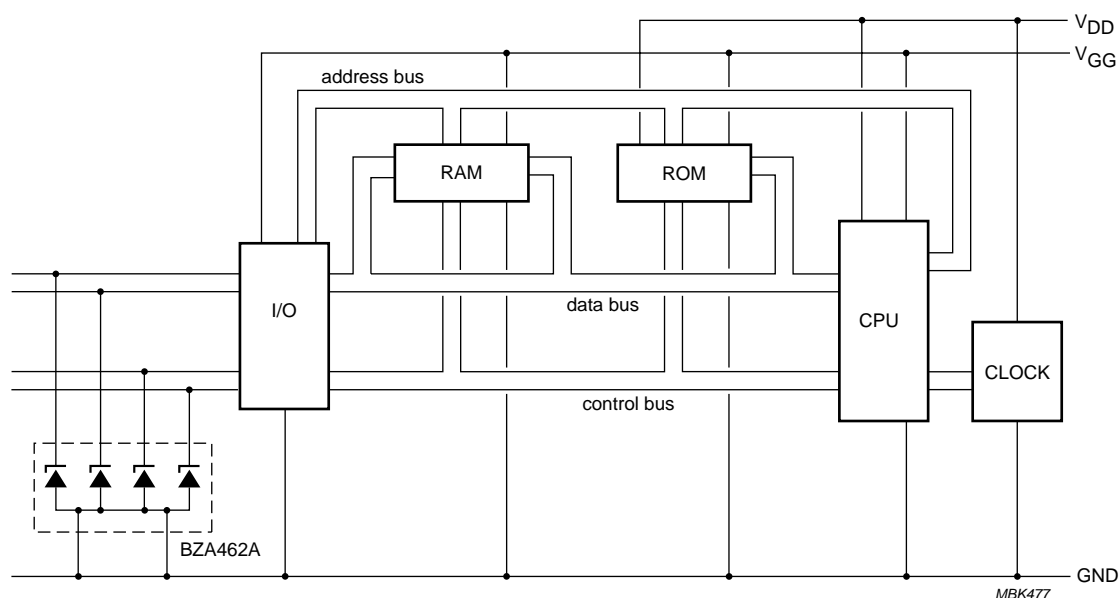 VDD
VGG
address bus
RAM
ROM
I/O
data bus
CPU
CLOCK
control bus
BZA462A
GND
MBK477